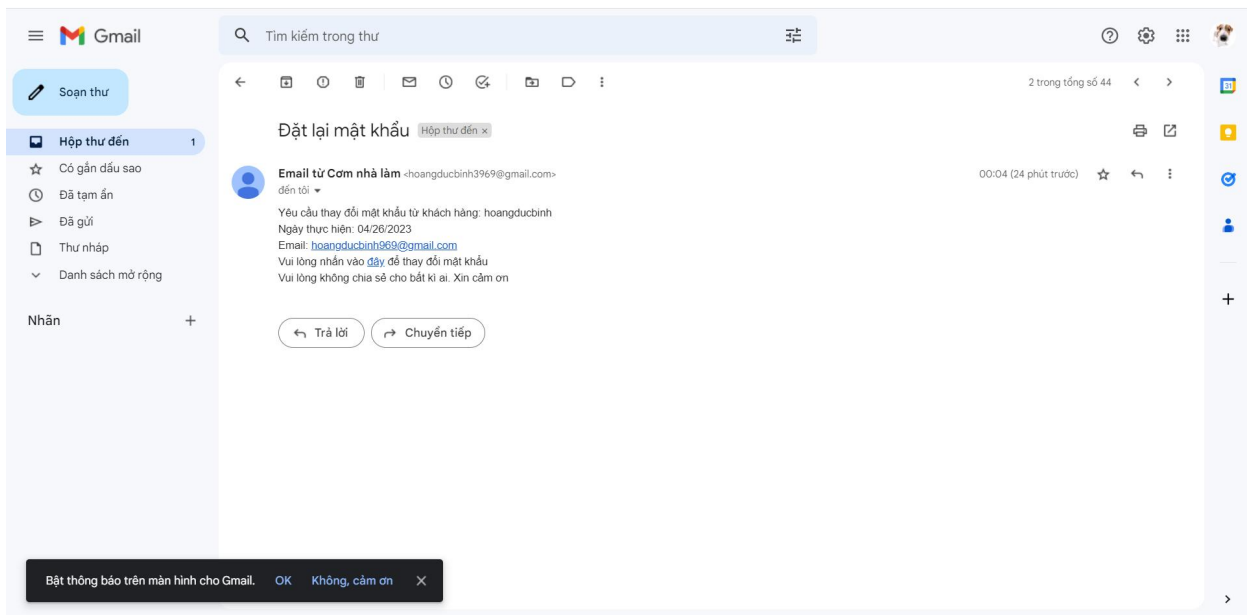 Gmail
Tìm kiếm trong thư
Soạn thư
2 trong tổng số 44
31
Hộp thư đến 1
Có gắn dấu sao
Đã tạm ẩn
Đã gửi
Thư nháp
Danh sách mở rộng
Nhãn
Đặt lại mật khẩu Hộp thư đến ×
Email từ Cơm nhà làm <hoangducbinh3969@gmail.com> 00:04 (24 phút trước)
đến tôi
Yêu cầu thay đổi mật khẩu từ khách hàng: hoangducbinh
Ngày thực hiện: 04/26/2023
Email: hoangducbinh969@gmail.com
Vui lòng nhấn vào đây để thay đổi mật khẩu
Vui lòng không chia sẻ cho bất kì ai. Xin cảm ơn
Trả lời Chuyển tiếp
Bật thông báo trên màn hình cho Gmail. OK Không, cảm ơn